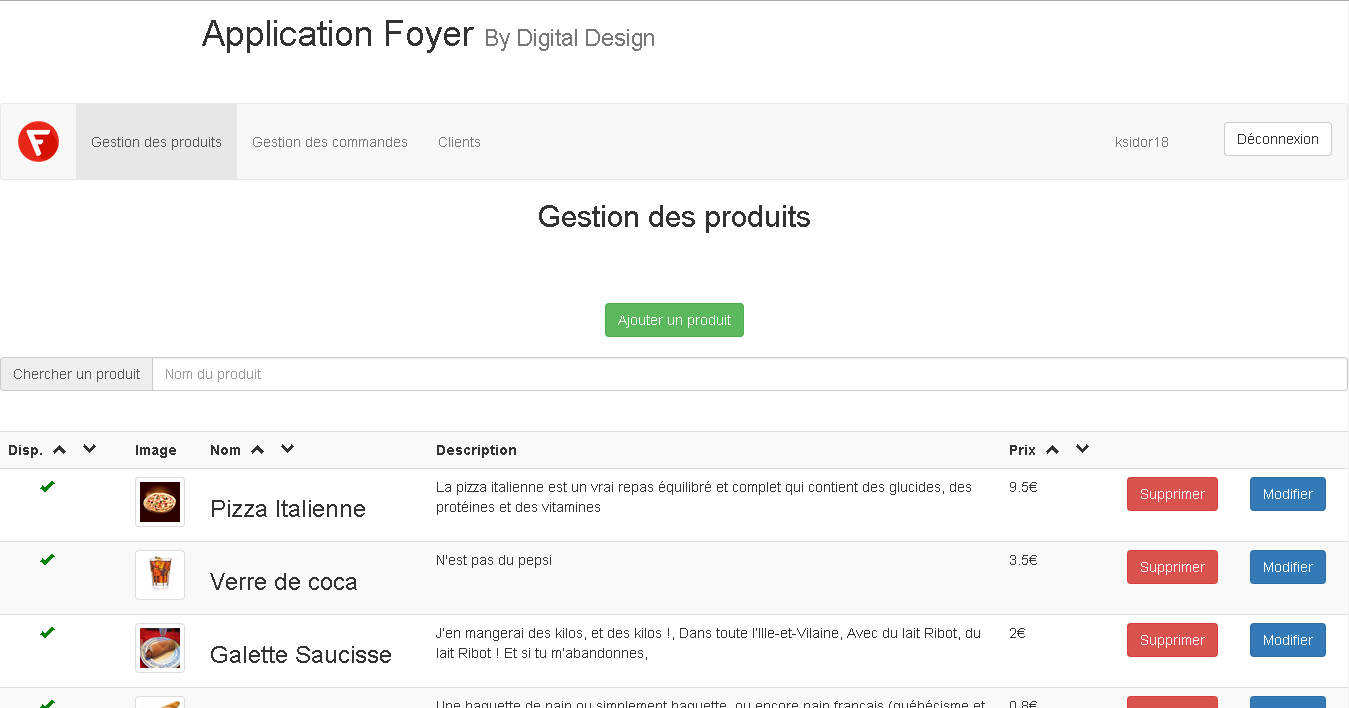 Application Foyer By Digital Design
F
Gestion des produits
Gestion des commandes
Clients
ksidor18
Déconnexion
Gestion des produits
Ajouter un produit
Chercher un produit
Nom du produit
Disp.
Image
Nom
Description
Prix
Pizza Italienne
La pizza italienne est un vrai repas équilibré et complet qui contient des glucides, des
protéines et des vitamines
9.5€
Supprimer
Modifier
Verre de coca
N'est pas du pepsi
3.5€
Supprimer
Modifier
Galette Saucisse
J'en mangerai des kilos, et des kilos !, Dans toute l'Ille-et-Vilaine, Avec du lait Ribot, du
lait Ribot ! Et si tu m'abandonnes,
2€
Supprimer
Modifier
Une baguette de pain ou simplement baguette, ou encore pain français (québécisme et
0.8€